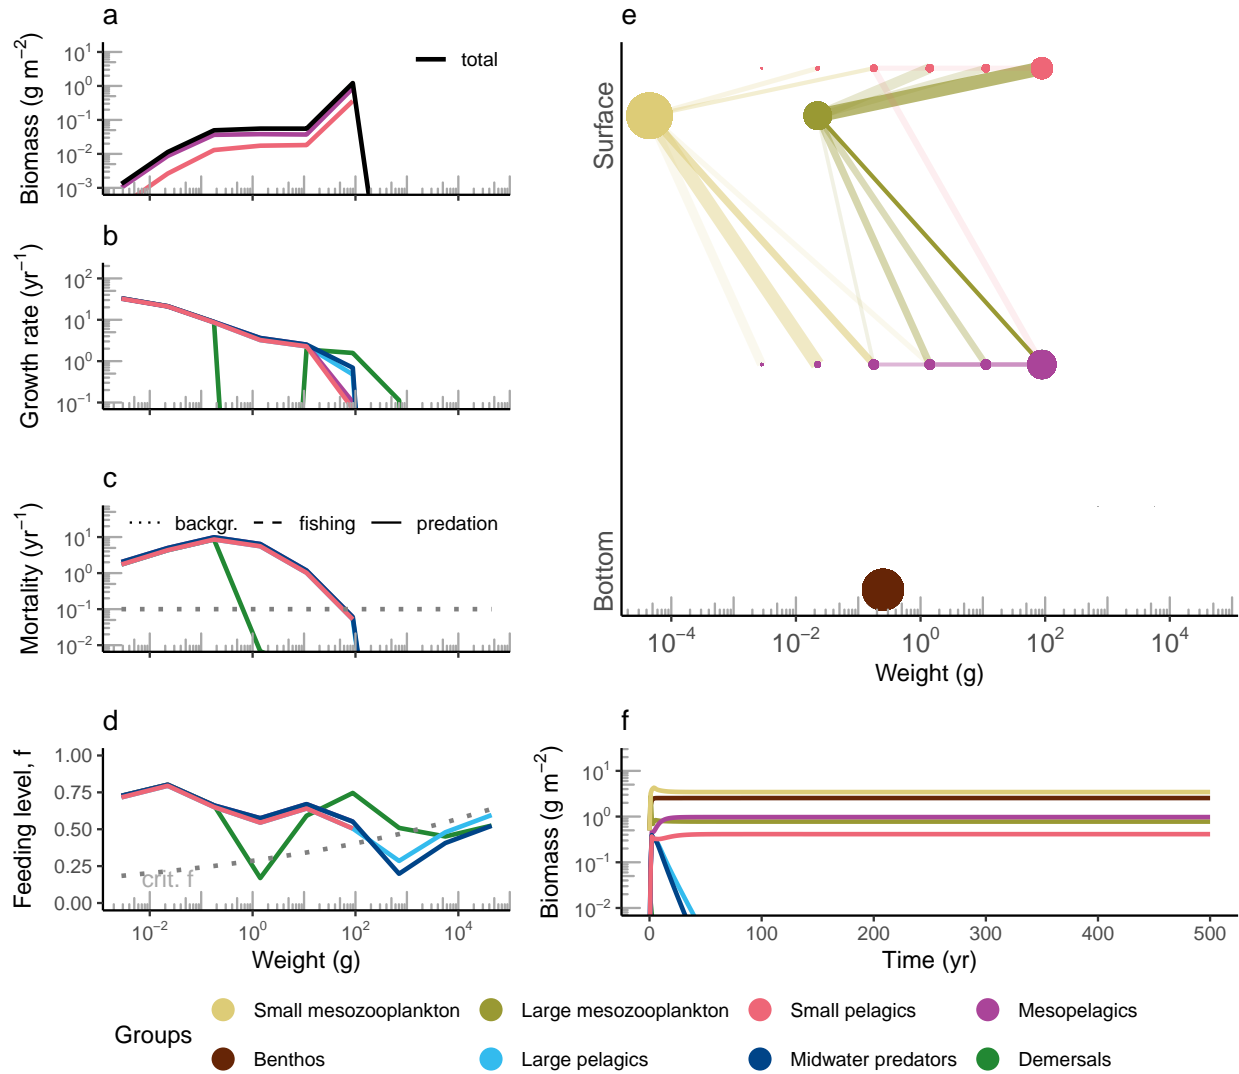 a
Biomass (g m⁻²)
10¹
10⁰
10⁻¹
10⁻²
10⁻³
total
b
Growth rate (yr⁻¹)
10²
10¹
10⁰
10⁻¹
c
Mortality (yr⁻¹)
10¹
10⁰
10⁻¹
10⁻²
backgr. fishing predation
d
Feeding level, f
1.00
0.75
0.50
0.25
0.00
crit. f
10⁻² 10⁰ 10² 10⁴
Weight (g)
e
Surface
Bottom
10⁻⁴ 10⁻² 10⁰ 10² 10⁴
Weight (g)
f
Biomass (g m⁻²)
10¹
10⁰
10⁻¹
10⁻²
0 100 200 300 400 500
Time (yr)
Groups
Small mesozooplankton Large mesozooplankton Small pelagics Mesopelagics
Benthos Large pelagics Midwater predators Demersals